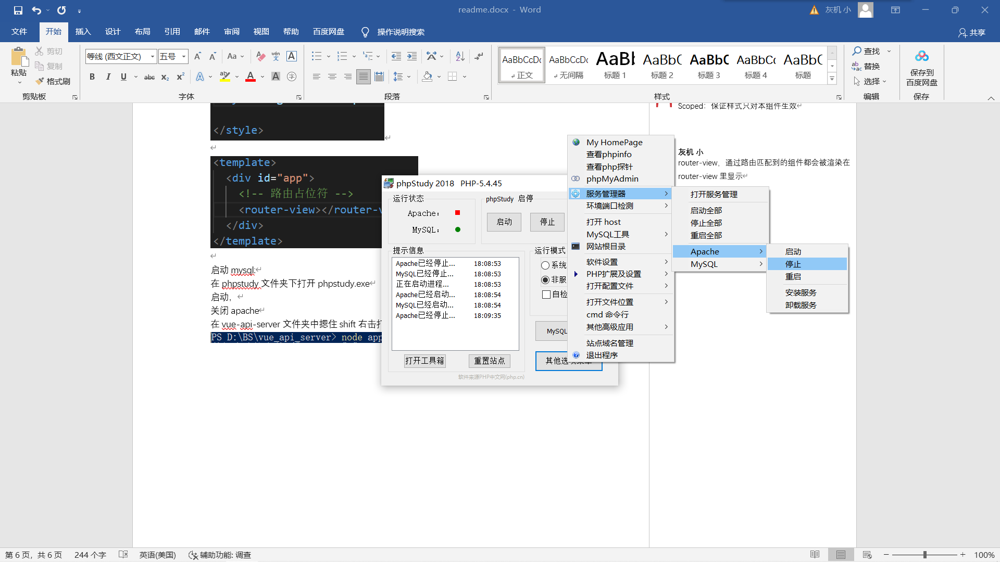 readme.docx - Word
灰机 小
文件
开始
插入
设计
布局
引用
邮件
审阅
视图
帮助
百度网盘
操作说明搜索
共享
粘贴
剪切
复制
格式刷
剪贴板
等线 (西文正文)
五号
字体
段落
AaBbCcDc
正文
AaBbCcDc
无间隔
AaBb
标题 1
AaBbC
标题 2
AaBbC
标题 3
AaBbCc
标题 4
AaBbC
标题
样式
查找
替换
选择
编辑
保存到
百度网盘
保存
</style>
<template>
<div id="app">
<!-- 路由占位符 -->
<router-view></router-v
</div>
</template>
启动 mysql:
在 phpstudy 文件夹下打开 phpstudy.exe
启动，
关闭 apache
在 vue-api-server 文件夹中摁住 shift 右击打
PS D:\BS\vue_api_server> node app
Scoped：保证样式只对本组件生效
灰机 小
router-view，通过路由匹配到的组件都会被渲染在
router-view 里显示
phpStudy 2018 PHP-5.4.45
运行状态
Apache:
MySQL:
phpStudy 启停
启动
停止
提示信息
Apache已经停止... 18:08:53
MySQL已经停止... 18:08:53
正在启动进程... 18:08:53
Apache已经启动... 18:08:54
MySQL已经启动... 18:08:54
Apache已经停止... 18:09:35
打开工具箱
重置站点
运行模式
系统
非服
自检
MySQL
其他选项菜单
软件来源PHP中文网(php.cn)
My HomePage
查看phpinfo
查看php探针
phpMyAdmin
服务管理器
环境端口检测
打开 host
MySQL工具
网站根目录
软件设置
PHP扩展及设置
打开配置文件
打开文件位置
cmd 命令行
其他高级应用
站点域名管理
退出程序
打开服务管理
启动全部
停止全部
重启全部
Apache
MySQL
启动
停止
重启
安装服务
卸载服务
第 6 页，共 6 页
244 个字
英语(美国)
辅助功能: 调查
100%